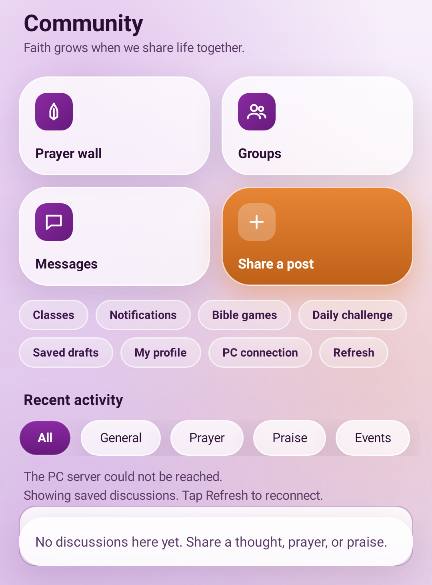 Community
Faith grows when we share life together.
Prayer wall
Groups
Messages
Share a post
Classes
Notifications
Bible games
Daily challenge
Saved drafts
My profile
PC connection
Refresh
Recent activity
All
General
Prayer
Praise
Events
The PC server could not be reached.
Showing saved discussions. Tap Refresh to reconnect.
No discussions here yet. Share a thought, prayer, or praise.